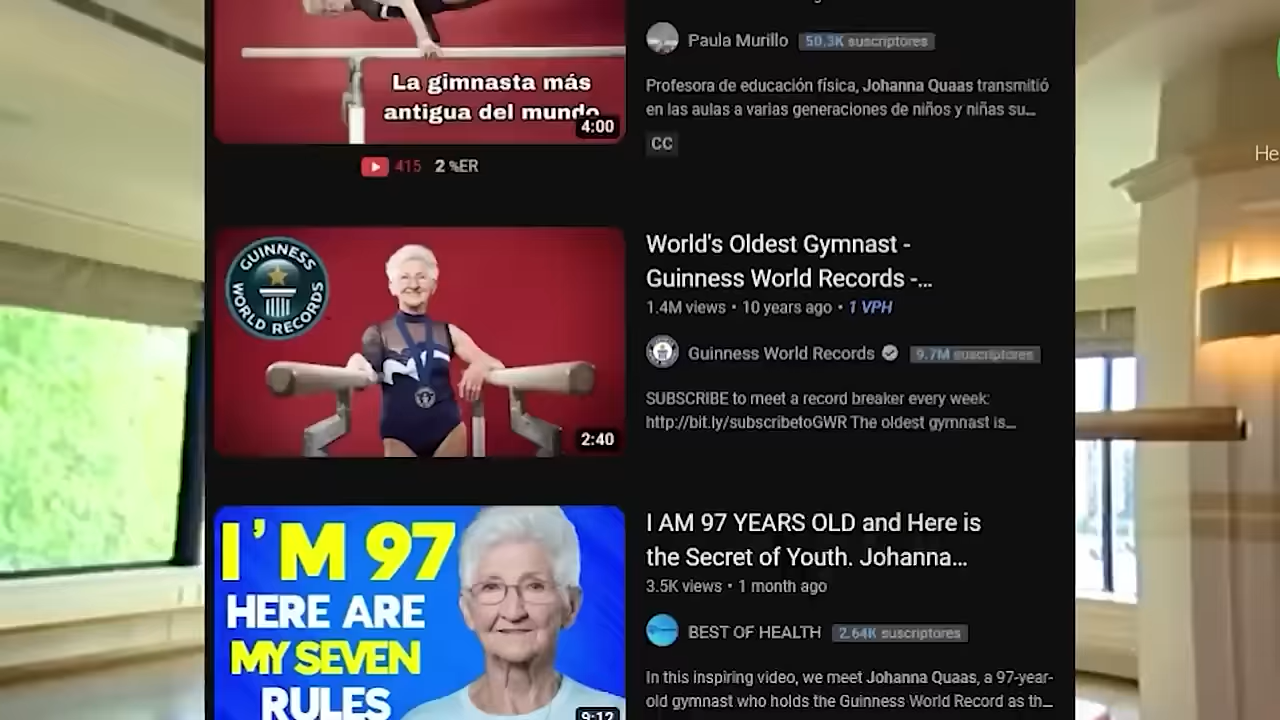 Paula Murillo 50.3K suscriptores
La gimnasta más
antigua del mundo
4:00
Profesora de educación física, Johanna Quaas transmitió
en las aulas a varias generaciones de niños y niñas su...
CC
415 2 %ER
He
GUINNESS
WORLD RECORDS
2:40
World's Oldest Gymnast -
Guinness World Records -...
1.4M views • 10 years ago • 1 VPH
Guinness World Records 9.7M suscriptores
SUBSCRIBE to meet a record breaker every week:
http://bit.ly/subscribetoGWR The oldest gymnast is...
I'M 97
HERE ARE
MY SEVEN
RULES
9:12
I AM 97 YEARS OLD and Here is
the Secret of Youth. Johanna...
3.5K views • 1 month ago
BEST OF HEALTH 2.64K suscriptores
In this inspiring video, we meet Johanna Quaas, a 97-year-
old gymnast who holds the Guinness World Record as th...